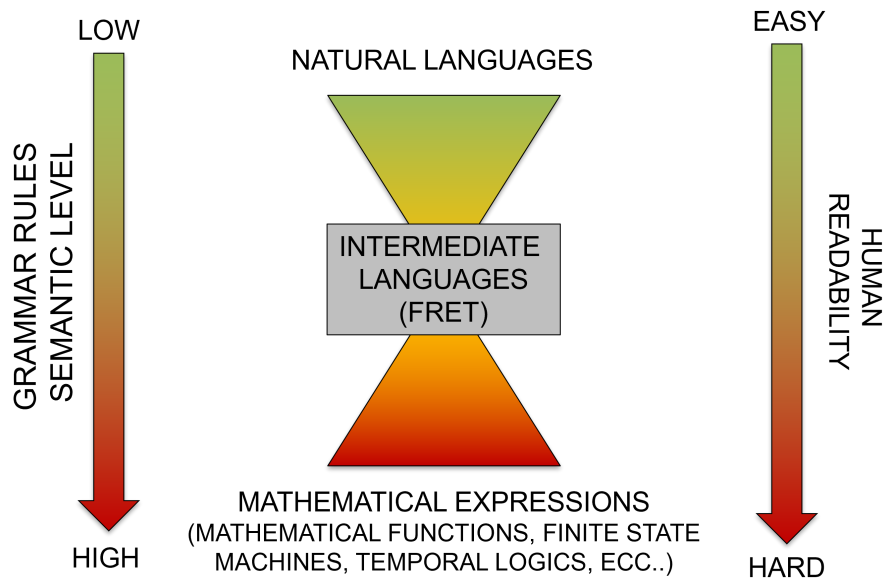 LOW
EASY
NATURAL LANGUAGES
GRAMMAR RULES
SEMANTIC LEVEL
INTERMEDIATE
LANGUAGES
(FRET)
HUMAN
READABILITY
MATHEMATICAL EXPRESSIONS
(MATHEMATICAL FUNCTIONS, FINITE STATE
MACHINES, TEMPORAL LOGICS, ECC..)
HIGH
HARD